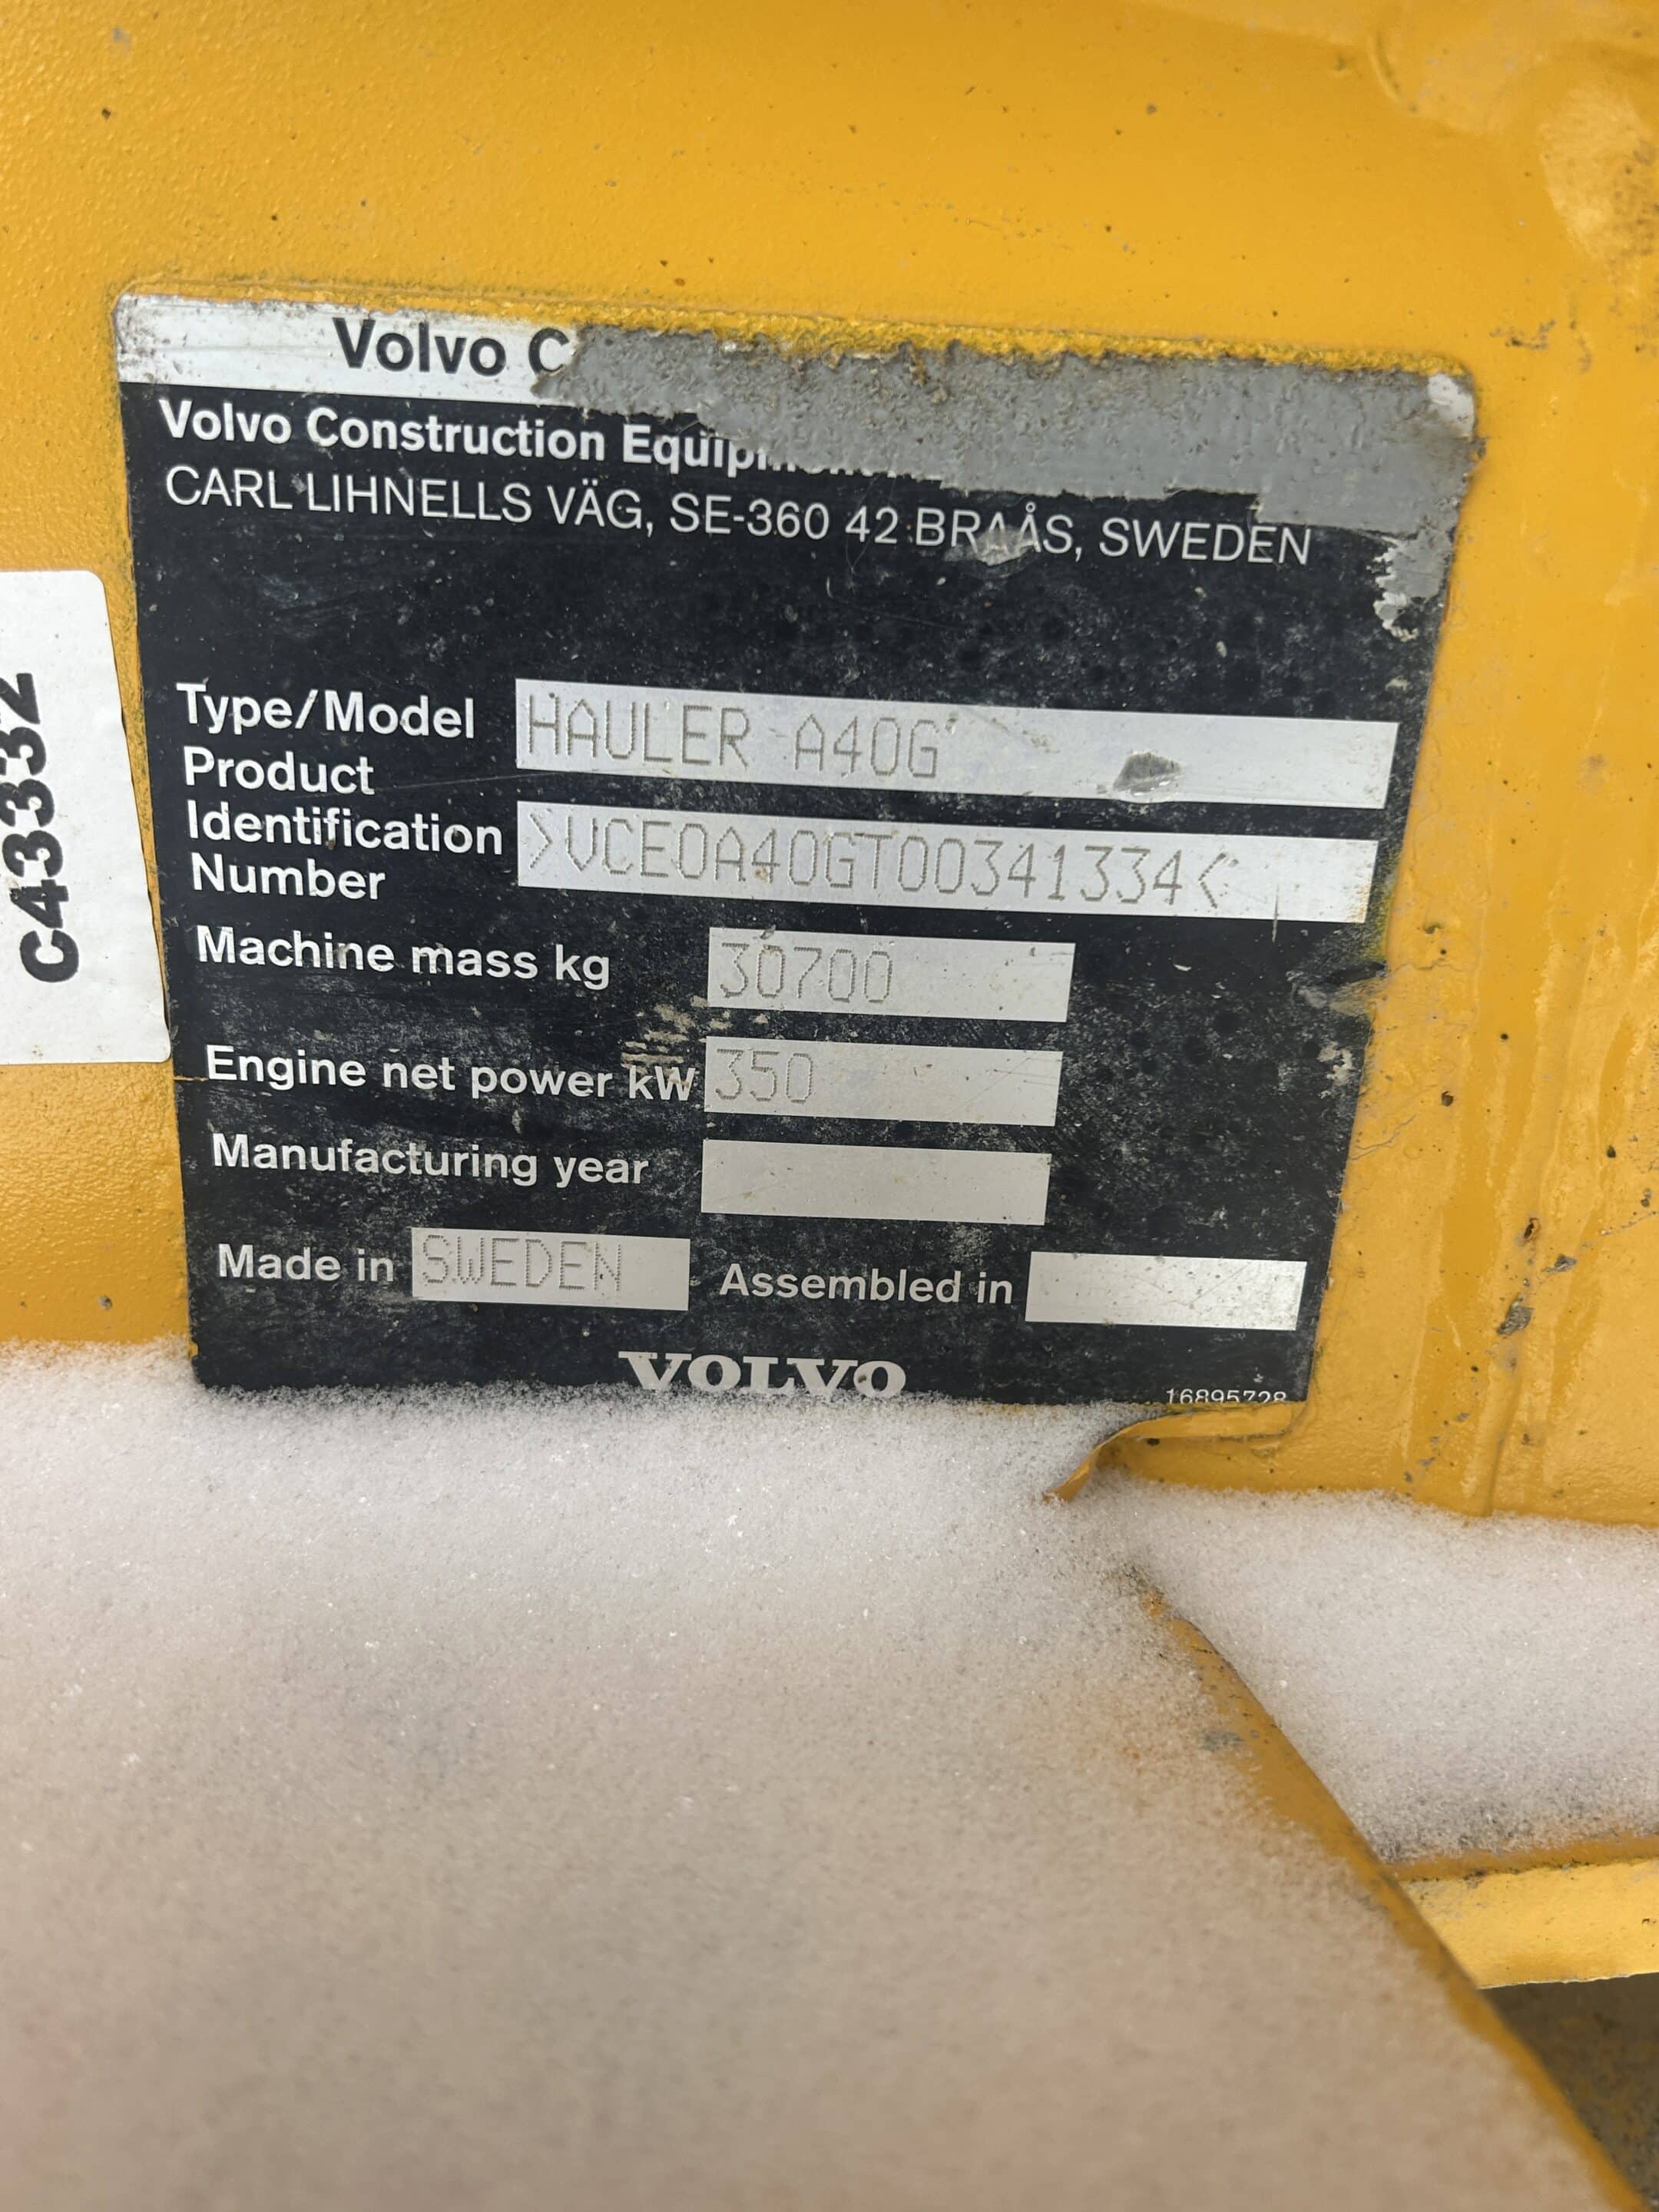 Volvo C
Volvo Construction Equipment
CARL LIHNELLS VÄG, SE-360 42 BRAÅS, SWEDEN
Type/Model HAULER A40G
Product
Identification
Number >VCE0A40GT00341334<
Machine mass kg 30700
Engine net power kW 350
Manufacturing year
Made in SWEDEN Assembled in
VOLVO
16895728
C43332